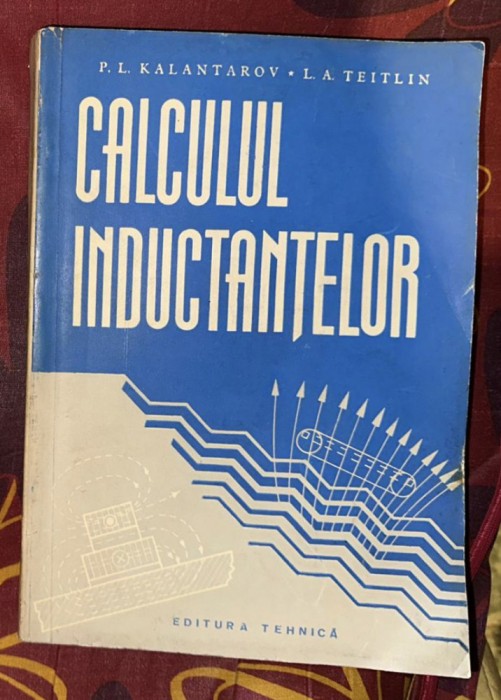 P. L. KALANTAROV ★ L. A. TEITLIN
CALCULUL
INDUCTANȚELOR
EDITURA TEHNICĂ